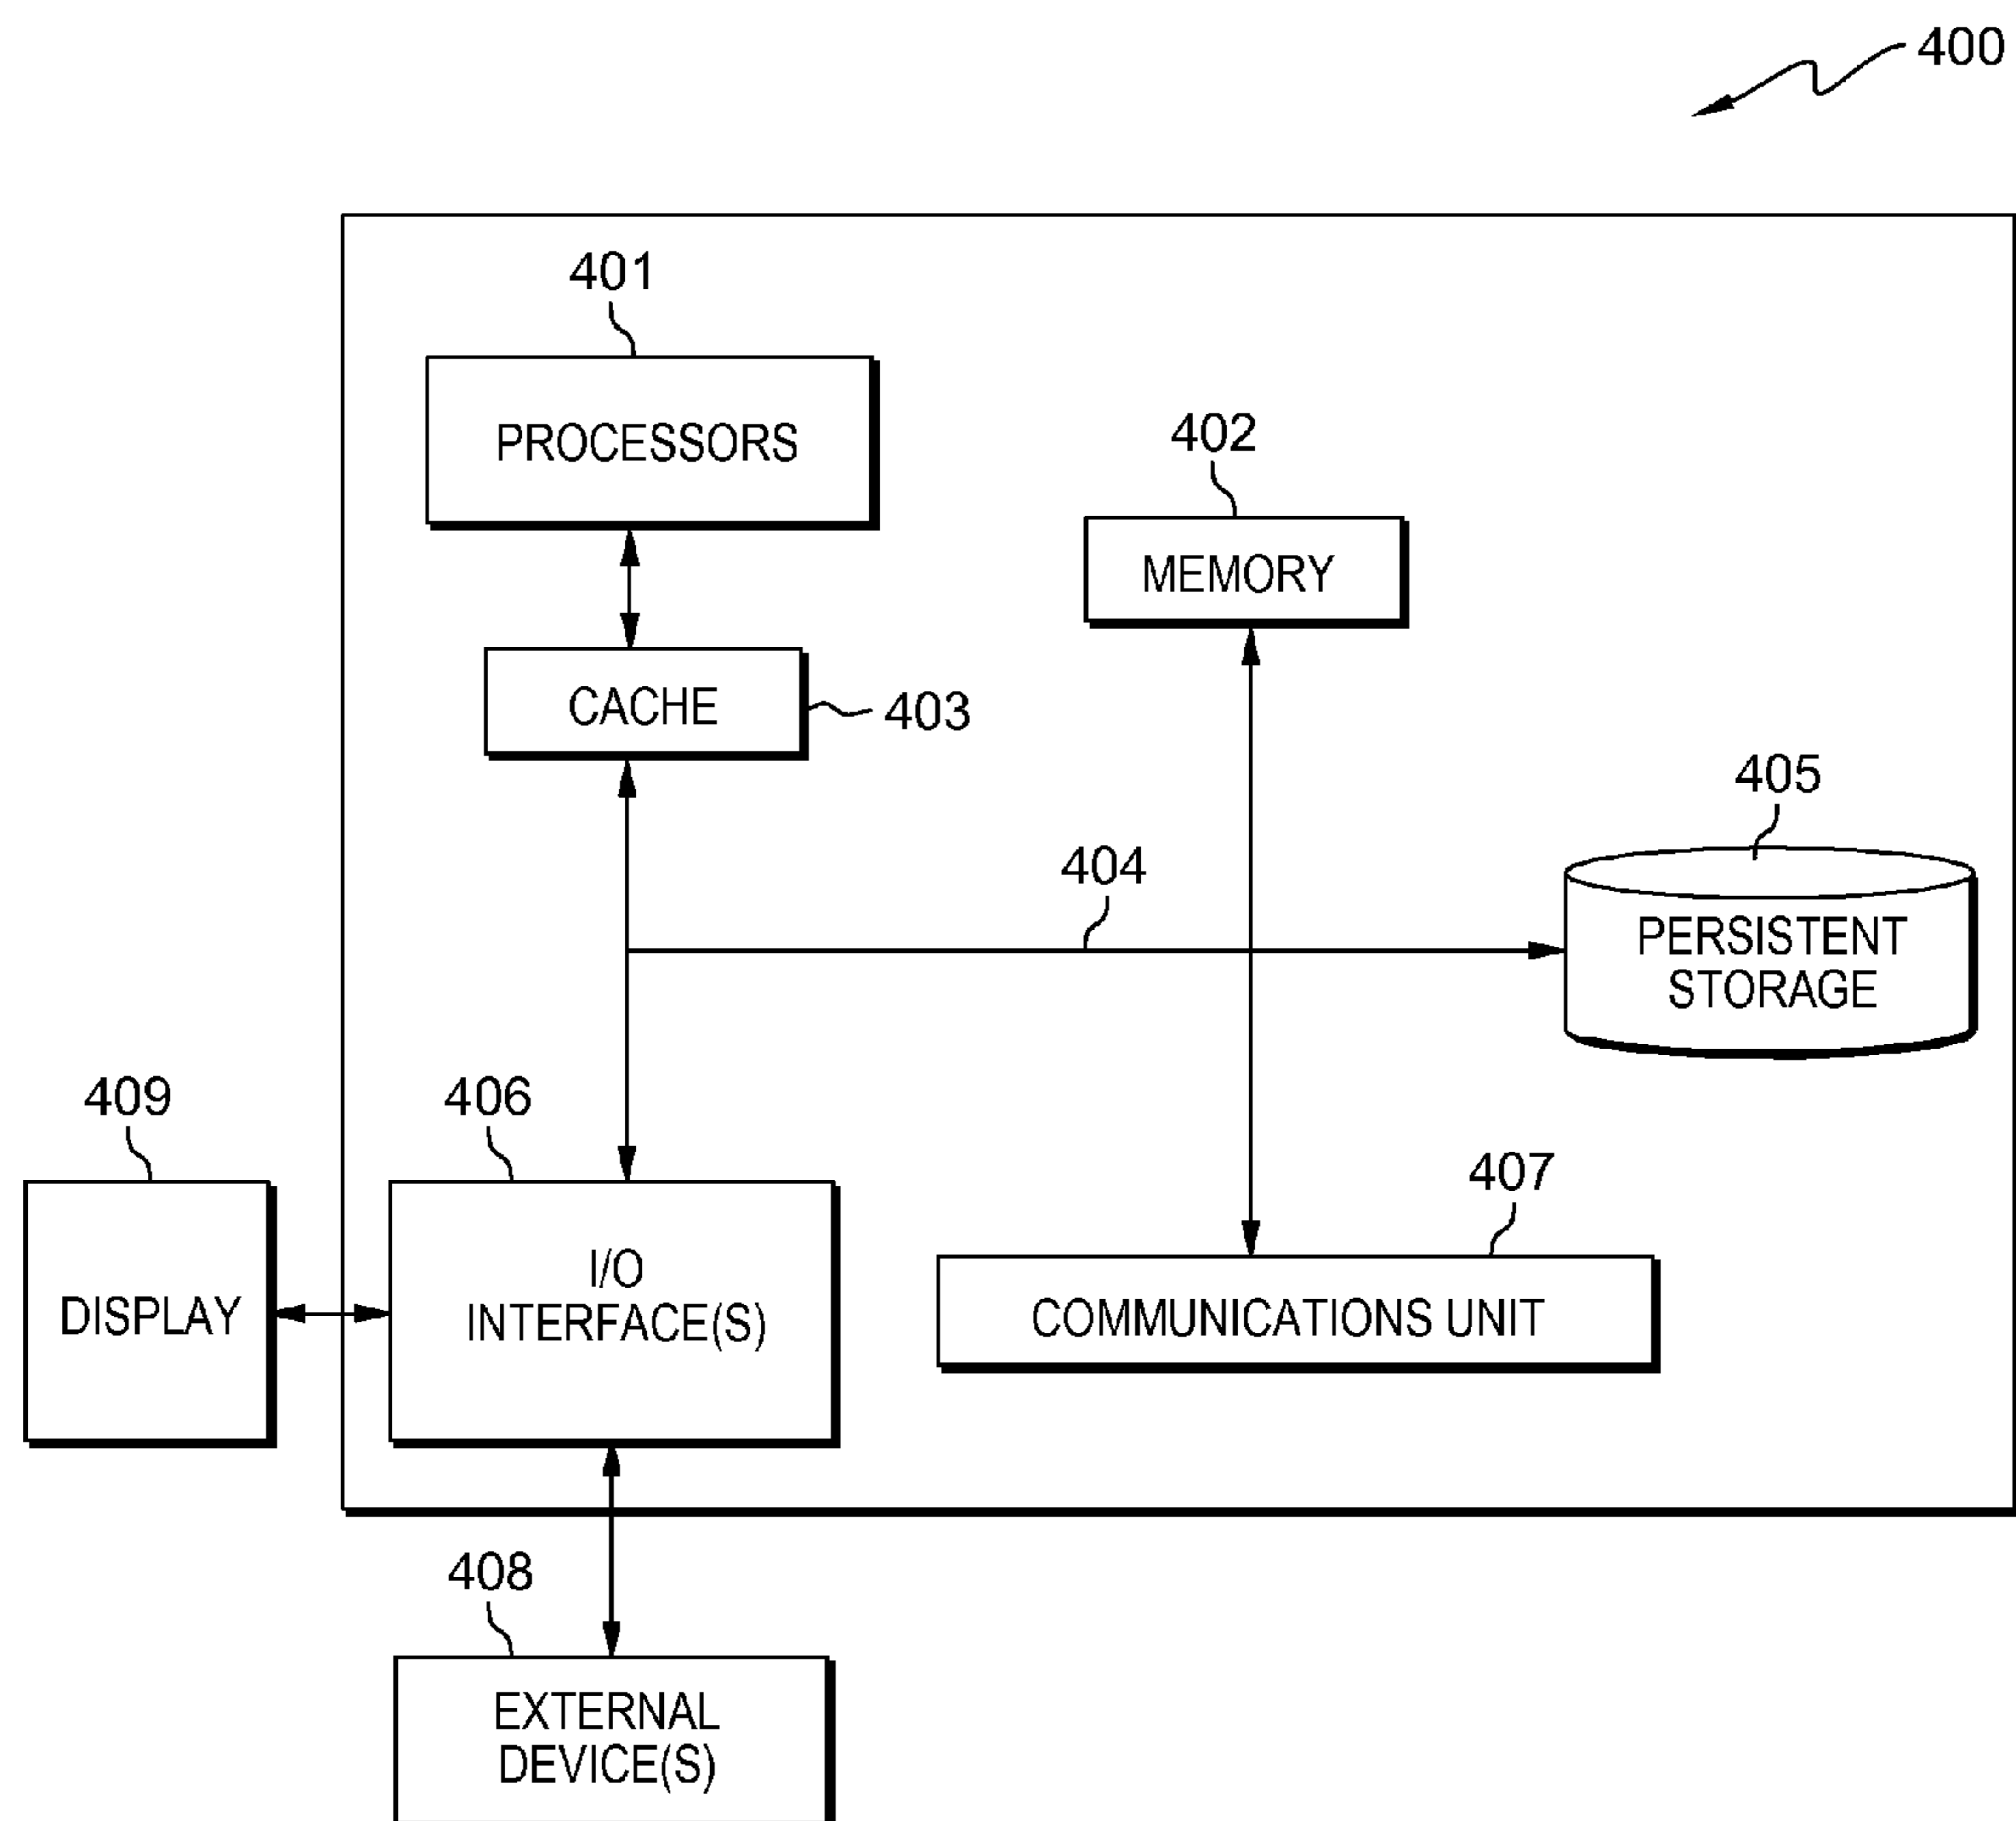 400
401
PROCESSORS
402
MEMORY
CACHE
403
405
404
PERSISTENT
STORAGE
409
406
407
I/O
INTERFACE(S)
DISPLAY
COMMUNICATIONS UNIT
408
EXTERNAL
DEVICE(S)